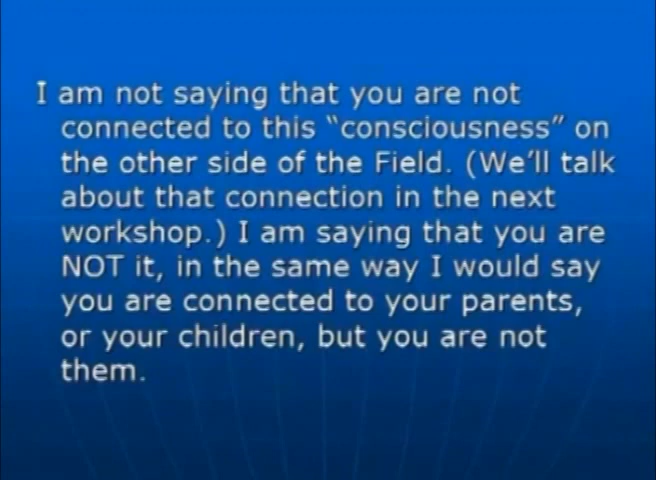 I am not saying that you are not
connected to this “consciousness” on
the other side of the Field. (We’ll talk
about that connection in the next
workshop.) I am saying that you are
NOT it, in the same way I would say
you are connected to your parents,
or your children, but you are not
them.